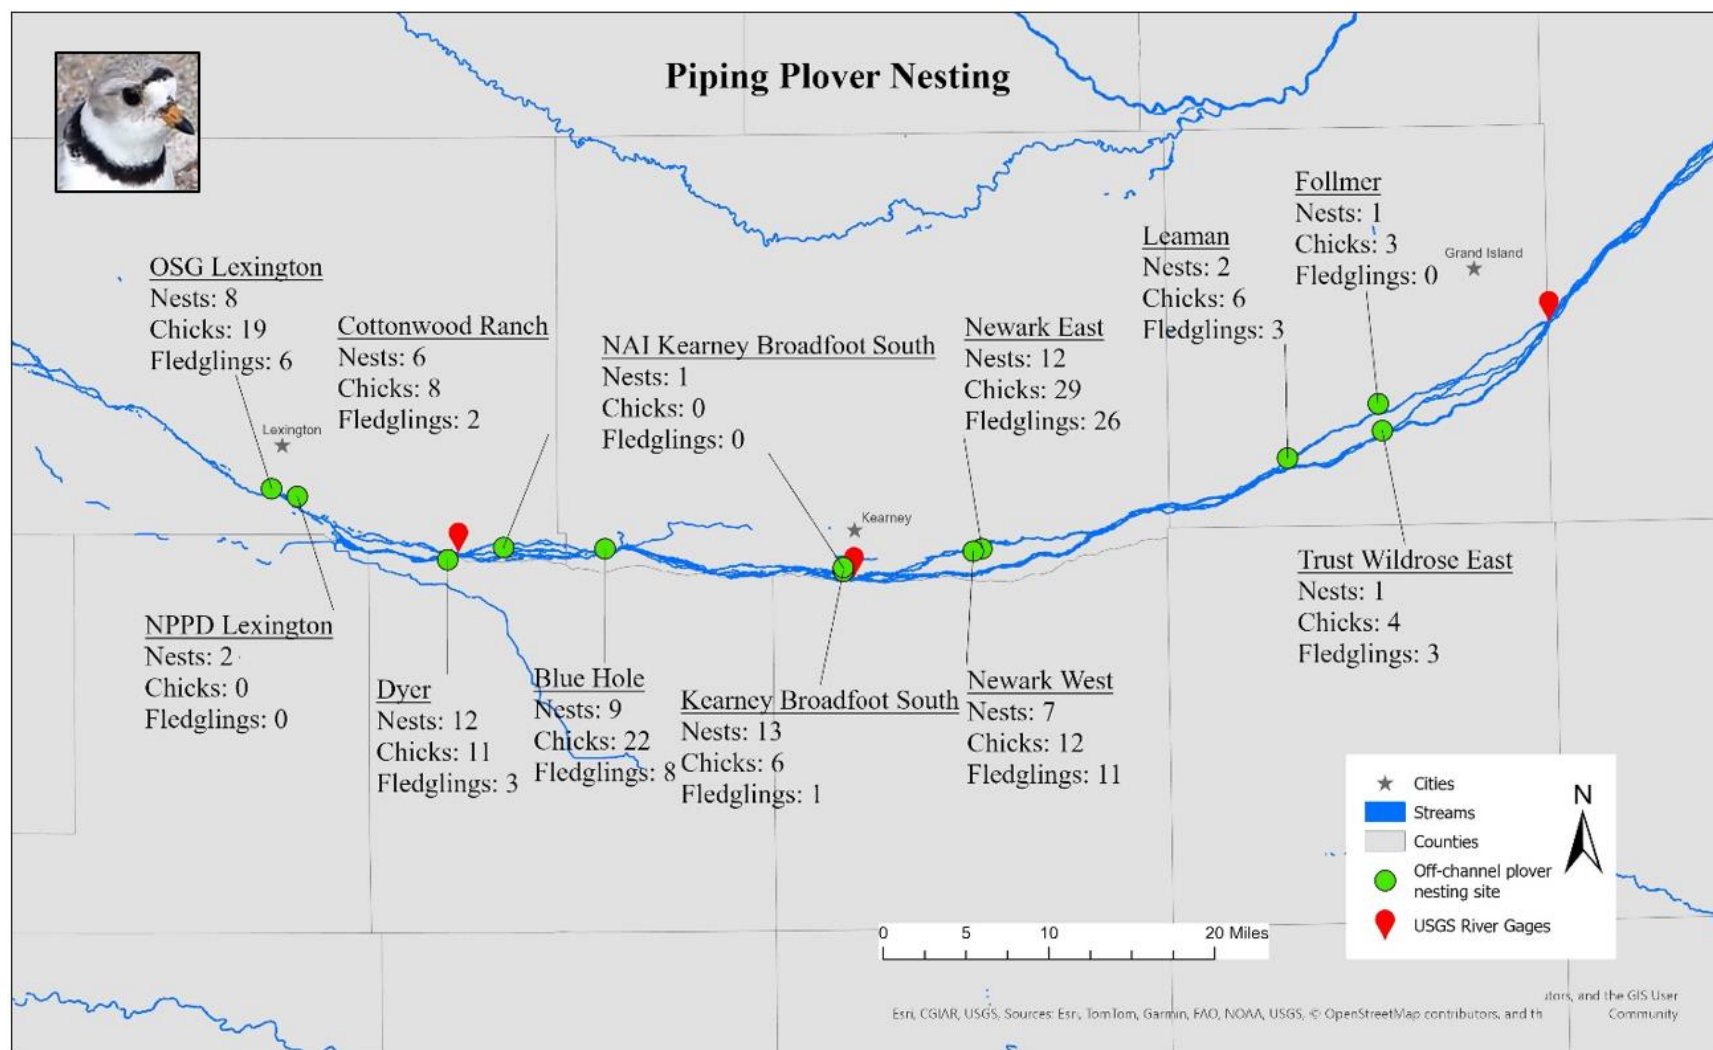 Piping Plover Nesting
Follmer
Nests: 1
Chicks: 3
Fledglings: 0
Grand Island
Leaman
Nests: 2
Chicks: 6
Fledglings: 3
OSG Lexington
Nests: 8
Chicks: 19
Fledglings: 6
Cottonwood Ranch
Nests: 6
Chicks: 8
Fledglings: 2
NAI Kearney Broadfoot South
Nests: 1
Chicks: 0
Fledglings: 0
Newark East
Nests: 12
Chicks: 29
Fledglings: 26
Lexington
Kearney
Trust Wildrose East
Nests: 1
Chicks: 4
Fledglings: 3
NPPD Lexington
Nests: 2
Chicks: 0
Fledglings: 0
Dyer
Nests: 12
Chicks: 11
Fledglings: 3
Blue Hole
Nests: 9
Chicks: 22
Fledglings: 8
Kearney Broadfoot South
Nests: 13
Chicks: 6
Fledglings: 1
Newark West
Nests: 7
Chicks: 12
Fledglings: 11
Cities
Streams
Counties
Off-channel plover
nesting site
USGS River Gages
N
0 5 10 20 Miles
and the GIS User
Esri, CGIAR, USGS, Sources: Esri, TomTom, Garmin, FAO, NOAA, USGS, © OpenStreetMap contributors, and th
Community